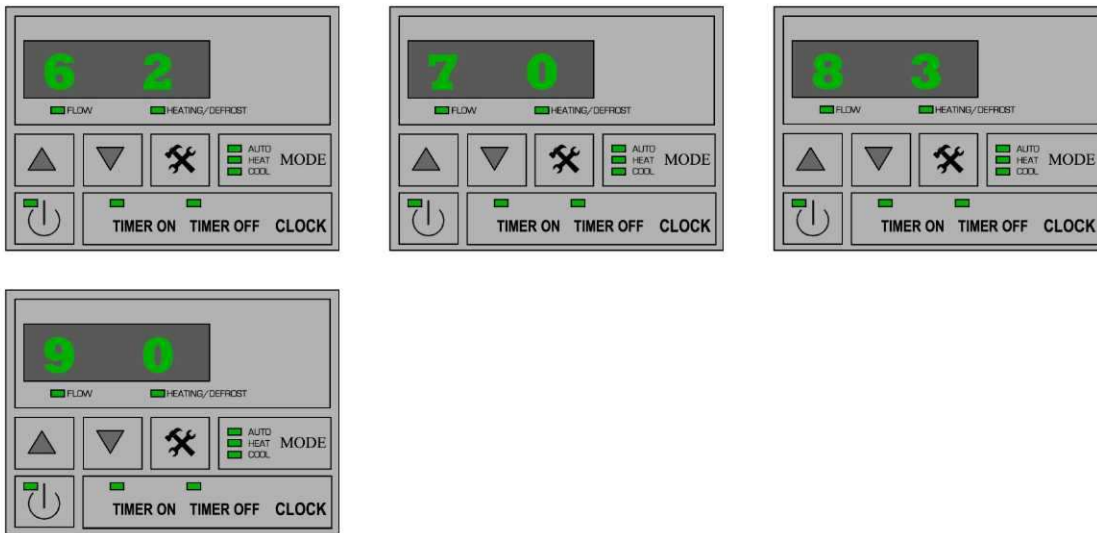 6 2
FLOW HEATING/DEFROST
AUTO
HEAT MODE
COOL
TIMER ON TIMER OFF CLOCK
7 0
FLOW HEATING/DEFROST
AUTO
HEAT MODE
COOL
TIMER ON TIMER OFF CLOCK
8 3
FLOW HEATING/DEFROST
AUTO
HEAT MODE
COOL
TIMER ON TIMER OFF CLOCK
9 0
FLOW HEATING/DEFROST
AUTO
HEAT MODE
COOL
TIMER ON TIMER OFF CLOCK